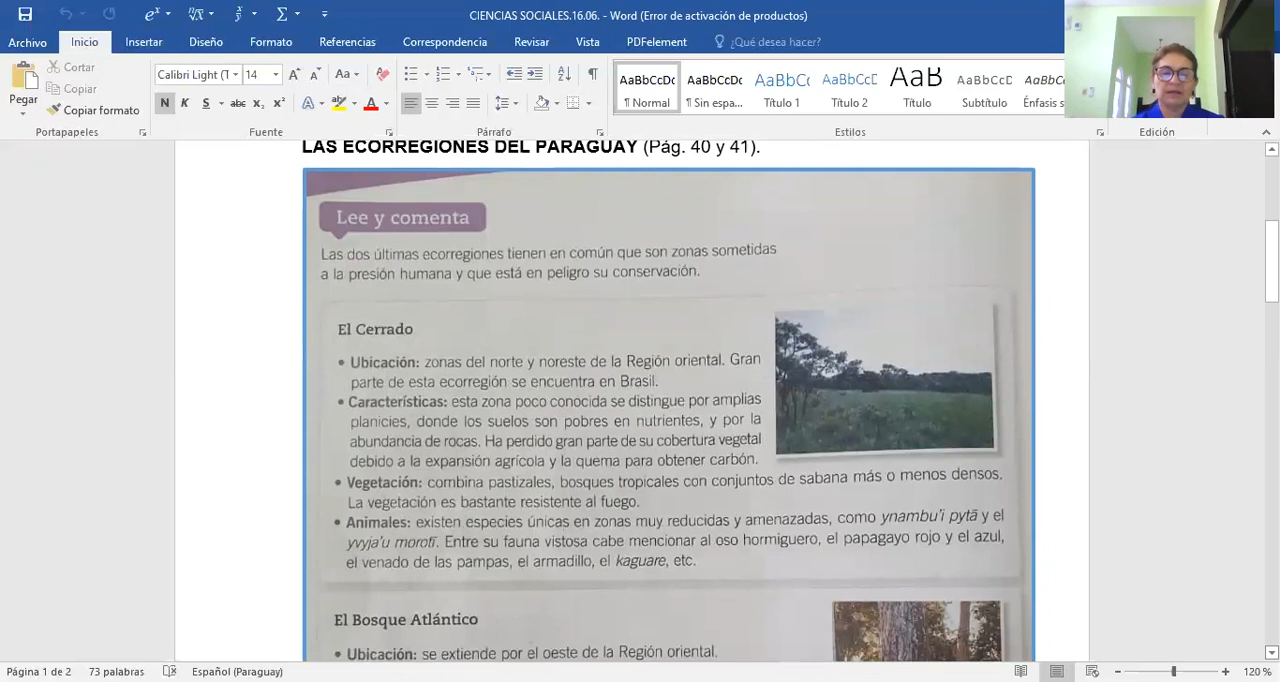 CIENCIAS SOCIALES.16.06. - Word (Error de activación de productos)
Archivo Inicio Insertar Diseño Formato Referencias Correspondencia Revisar Vista PDFelement ¿Qué desea hacer?
Cortar
Copiar
Copiar formato
Pegar
Portapapeles
Calibri Light (T 14
Aa
N K S abc x₂ x²
Fuente
Párrafo
AaBbCcDc AaBbCcDc AaBbC AaBbCcD AaB AaBbCcD AaBbCc
¶ Normal ¶ Sin espa... Título 1 Título 2 Título Subtítulo Énfasis s
Estilos
Edición
LAS ECORREGIONES DEL PARAGUAY (Pág. 40 y 41).
Lee y comenta
Las dos últimas ecorregiones tienen en común que son zonas sometidas
a la presión humana y que está en peligro su conservación.
El Cerrado
• Ubicación: zonas del norte y noreste de la Región oriental. Gran
parte de esta ecorregión se encuentra en Brasil.
• Características: esta zona poco conocida se distingue por amplias
planicies, donde los suelos son pobres en nutrientes, y por la
abundancia de rocas. Ha perdido gran parte de su cobertura vegetal
debido a la expansión agrícola y la quema para obtener carbón.
• Vegetación: combina pastizales, bosques tropicales con conjuntos de sabana más o menos densos.
La vegetación es bastante resistente al fuego.
• Animales: existen especies únicas en zonas muy reducidas y amenazadas, como ynambu'i pytã y el
yvyja'u morotĩ. Entre su fauna vistosa cabe mencionar al oso hormiguero, el papagayo rojo y el azul,
el venado de las pampas, el armadillo, el kaguare, etc.
El Bosque Atlántico
• Ubicación: se extiende por el oeste de la Región oriental.
Página 1 de 2 73 palabras Español (Paraguay) 120 %